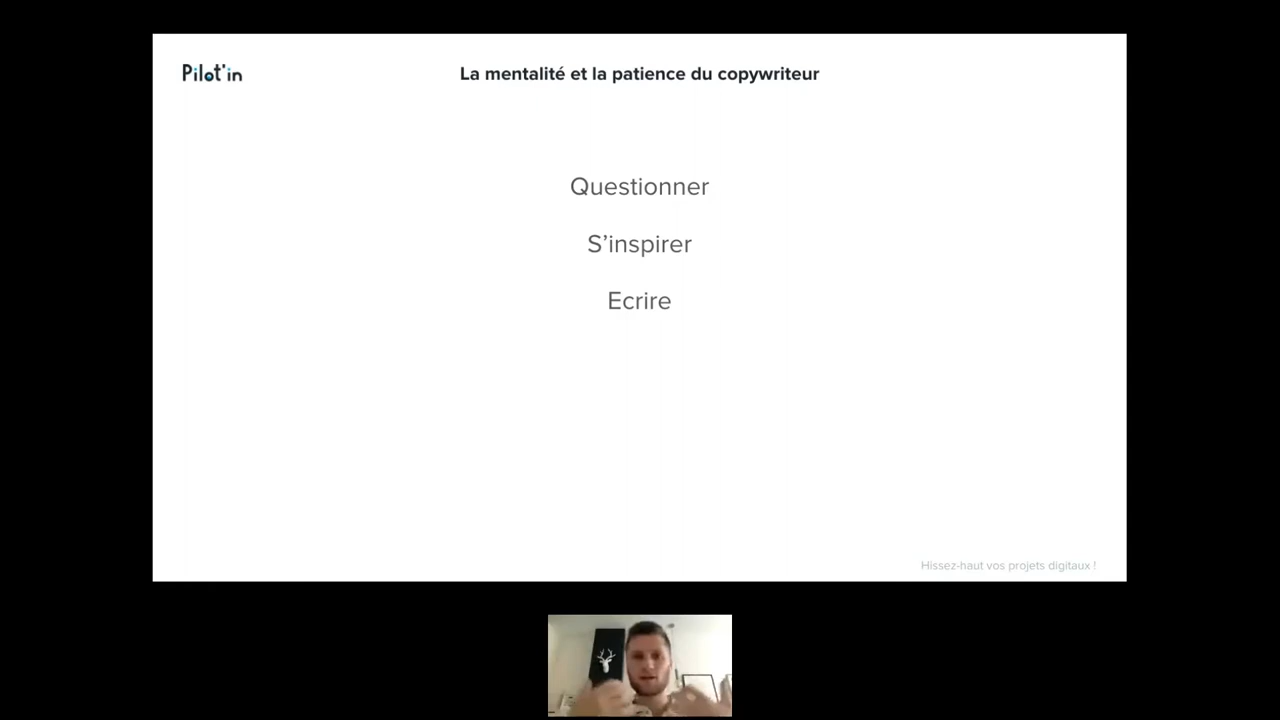 Pilot'in
La mentalité et la patience du copywriteur
Questionner
S’inspirer
Ecrire
Hissez-haut vos projets digitaux !